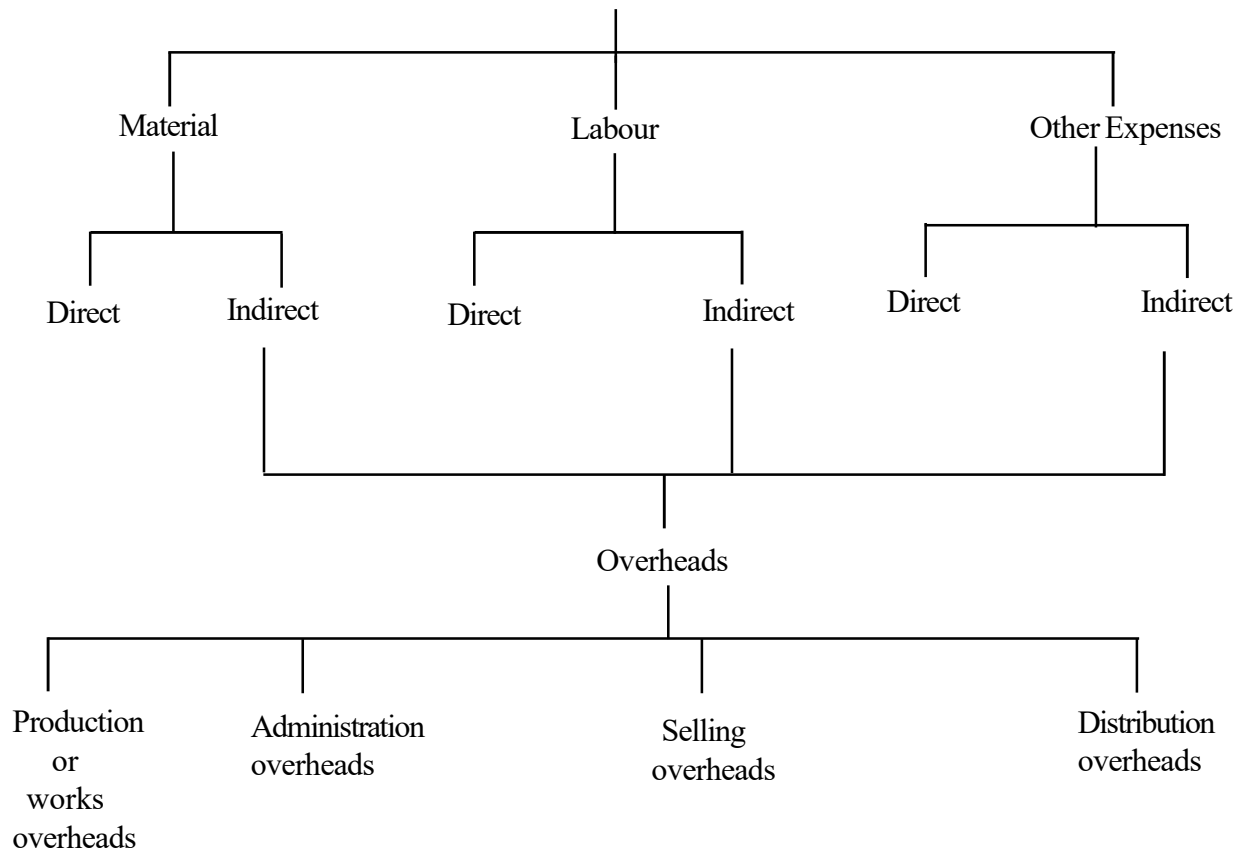 Material
Labour
Other Expenses
Direct
Indirect
Direct
Indirect
Direct
Indirect
Overheads
Production
or
works
overheads
Administration
overheads
Selling
overheads
Distribution
overheads